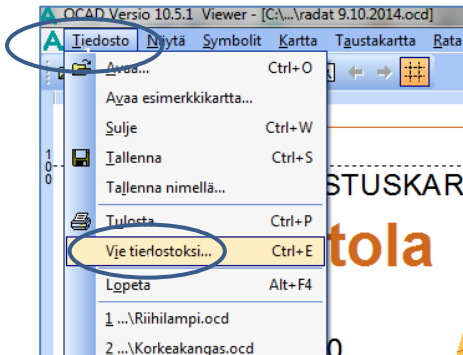 OCAD Versio 10.5.1 Viewer - [C:\...\radat 9.10.2014.ocd]
Tiedosto Näytä Symbolit Kartta Taustakartta Rata
Avaa... Ctrl+O
Avaa esimerkkikartta...
Sulje Ctrl+W
Tallenna Ctrl+S
Tallenna nimellä...
Tulosta Ctrl+P
Vie tiedostoksi... Ctrl+E
Lopeta Alt+F4
1 ...\Riihilampi.ocd
2 ...\Korkeakangas.ocd
100
STUSKAR
tola
0